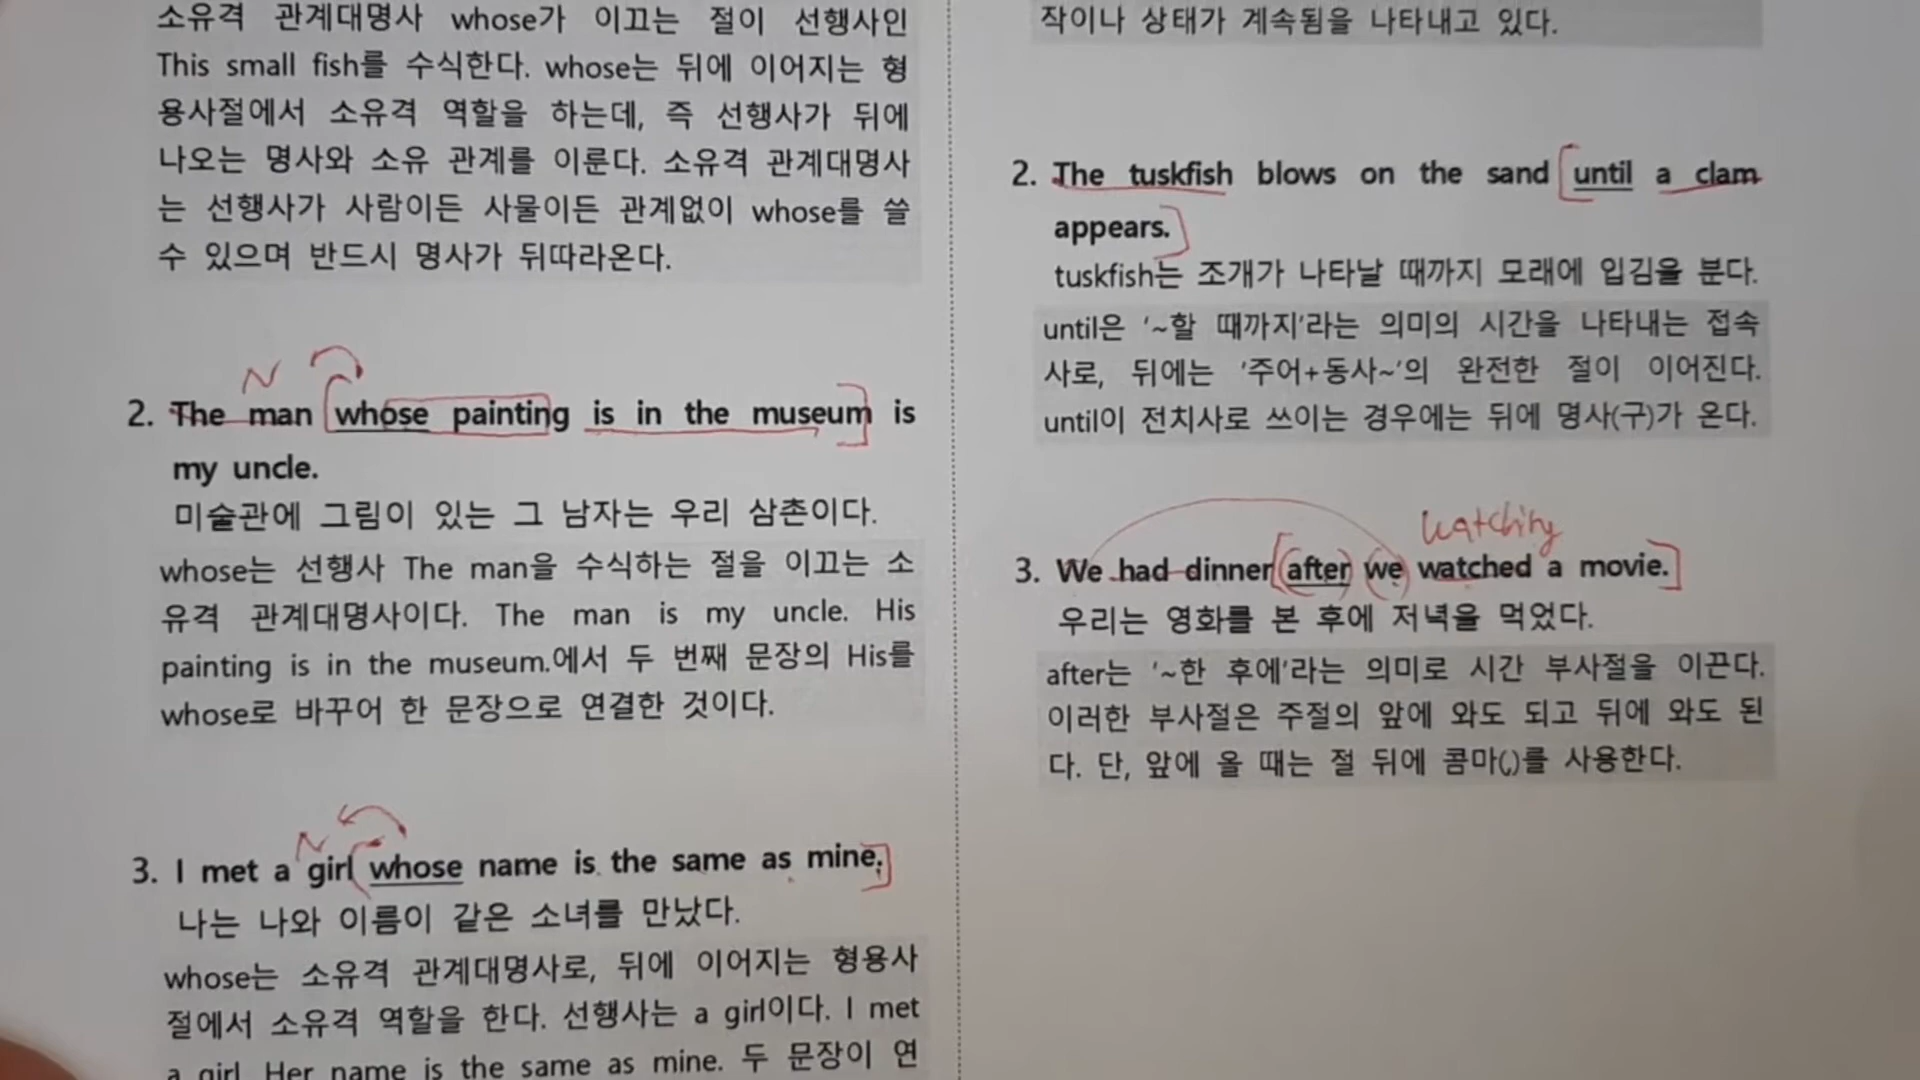 소유격 관계대명사 whose가 이끄는 절이 선행사인
This small fish를 수식한다. whose는 뒤에 이어지는 형
용사절에서 소유격 역할을 하는데, 즉 선행사가 뒤에
나오는 명사와 소유 관계를 이룬다. 소유격 관계대명사
는 선행사가 사람이든 사물이든 관계없이 whose를 쓸
수 있으며 반드시 명사가 뒤따라온다.
N
2. The man whose painting is in the museum is
my uncle.
미술관에 그림이 있는 그 남자는 우리 삼촌이다.
whose는 선행사 The man을 수식하는 절을 이끄는 소
유격 관계대명사이다. The man is my uncle. His
painting is in the museum.에서 두 번째 문장의 His를
whose로 바꾸어 한 문장으로 연결한 것이다.
N
3. I met a girl whose name is the same as mine.
나는 나와 이름이 같은 소녀를 만났다.
whose는 소유격 관계대명사로, 뒤에 이어지는 형용사
절에서 소유격 역할을 한다. 선행사는 a girl이다. I met
a girl. Her name is the same as mine. 두 문장이 연
작이나 상태가 계속됨을 나타내고 있다.
2. The tuskfish blows on the sand until a clam
appears.
tuskfish는 조개가 나타날 때까지 모래에 입김을 분다.
until은 '~할 때까지'라는 의미의 시간을 나타내는 접속
사로, 뒤에는 '주어+동사~'의 완전한 절이 이어진다.
until이 전치사로 쓰이는 경우에는 뒤에 명사(구)가 온다.
watching
3. We had dinner after we watched a movie.
우리는 영화를 본 후에 저녁을 먹었다.
after는 '~한 후에'라는 의미로 시간 부사절을 이끈다.
이러한 부사절은 주절의 앞에 와도 되고 뒤에 와도 된
다. 단, 앞에 올 때는 절 뒤에 콤마(,)를 사용한다.